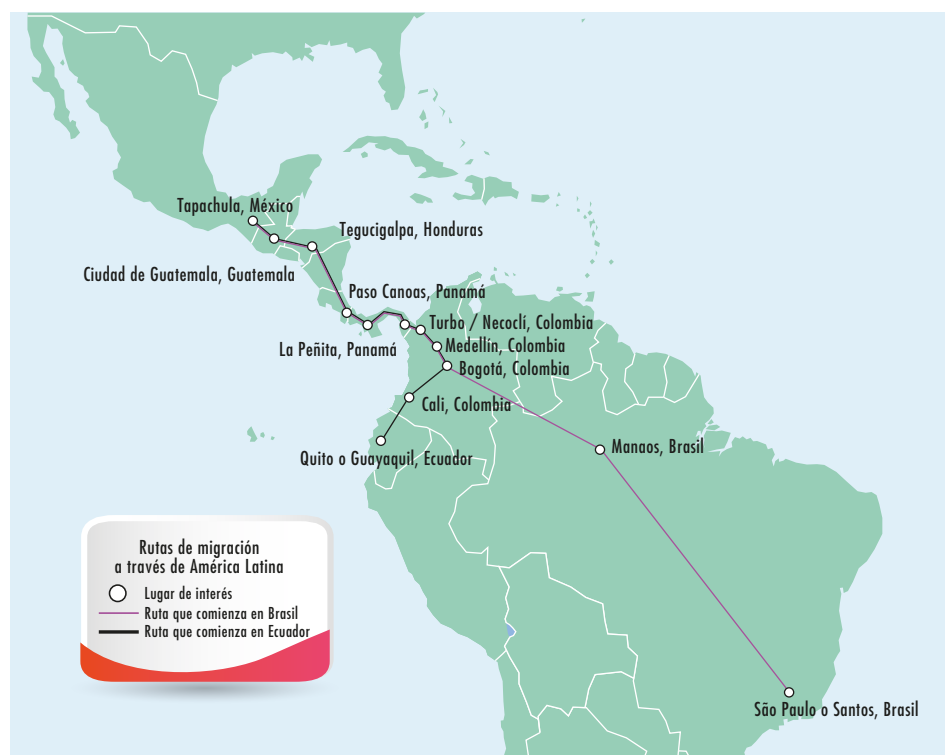 Tapachula, México
Tegucigalpa, Honduras
Ciudad de Guatemala, Guatemala
Paso Canoas, Panamá
Turbo / Necoclí, Colombia
La Peñita, Panamá
Medellín, Colombia
Bogotá, Colombia
Cali, Colombia
Manaos, Brasil
Quito o Guayaquil, Ecuador
Rutas de migración
a través de América Latina
Lugar de interés
Ruta que comienza en Brasil
Ruta que comienza en Ecuador
São Paulo o Santos, Brasil